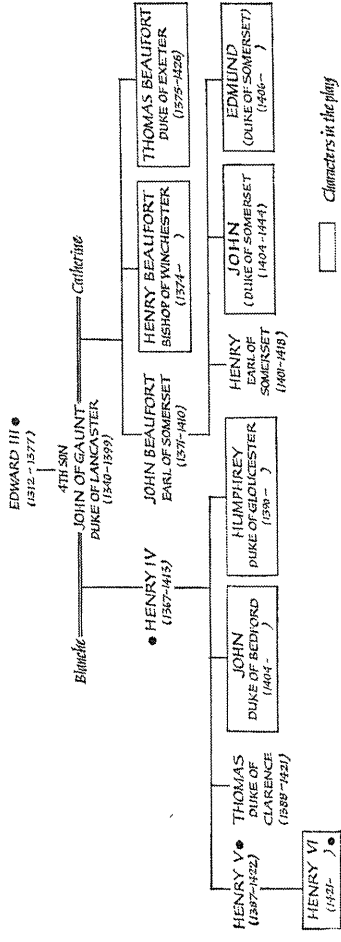 EDWARD III ●
(1312–1377)
4TH SON
Blanche
JOHN OF GAUNT
Catherine
DUKE OF LANCASTER
(1340–1399)
● HENRY IV
(1367–1413)
JOHN BEAUFORT
EARL OF SOMERSET
(1371–1410)
HENRY BEAUFORT
BISHOP OF WINCHESTER
(1374– )
THOMAS BEAUFORT
DUKE OF EXETER
(1375–1426)
HENRY V ●
(1387–1422)
THOMAS
DUKE OF
CLARENCE
(1388–1421)
JOHN
DUKE OF BEDFORD
(1404– )
HUMPHREY
DUKE OF GLOUCESTER
(1390– )
HENRY
EARL OF
SOMERSET
(1401–1418)
JOHN
(DUKE OF SOMERSET)
(1404–1444)
EDMUND
(DUKE OF SOMERSET)
(1406– )
HENRY VI
(1421– ) ●
Characters in the play